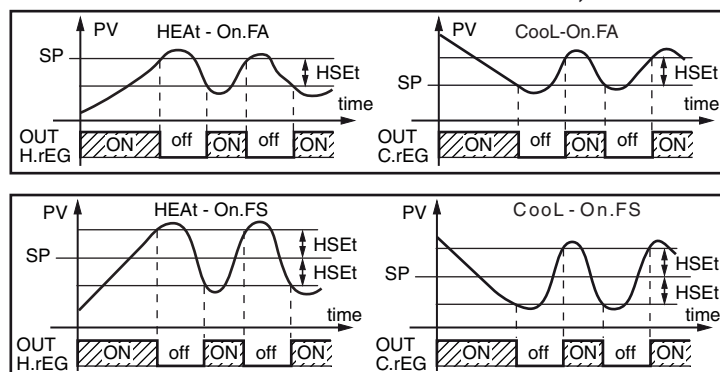 PV HEAt - On.FA
SP
HSEt
time
OUT
H.rEG
ON off ON off ON
PV CooL-On.FA
SP
HSEt
time
OUT
C.rEG
ON off ON off ON
PV HEAt - On.FS
SP
HSEt
HSEt
time
OUT
H.rEG
ON off ON off ON
PV CooL - On.FS
SP
HSEt
HSEt
time
OUT
C.rEG
ON off ON off ON